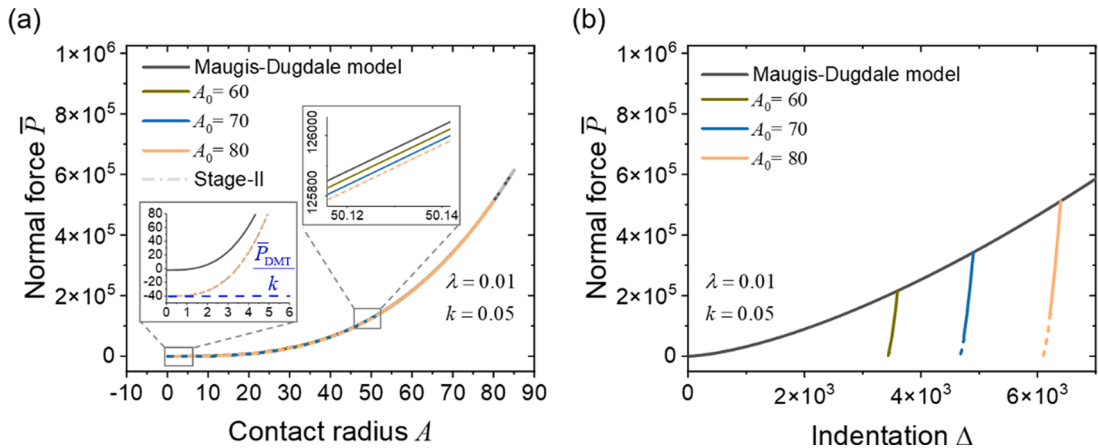 (a)
Normal force P̅
1×10⁶
8×10⁵
6×10⁵
4×10⁵
2×10⁵
0
-10 0 10 20 30 40 50 60 70 80 90
Contact radius A
Maugis-Dugdale model
A₀= 60
A₀= 70
A₀= 80
Stage-II
126000
125800
50.12 50.14
80
60
40
20
0
-20
-40
0 1 2 3 4 5 6
P̅_DMT
k
λ = 0.01
k = 0.05
(b)
Normal force P̅
1×10⁶
8×10⁵
6×10⁵
4×10⁵
2×10⁵
0
0 2×10³ 4×10³ 6×10³
Indentation Δ
Maugis-Dugdale model
A₀= 60
A₀= 70
A₀= 80
λ = 0.01
k = 0.05